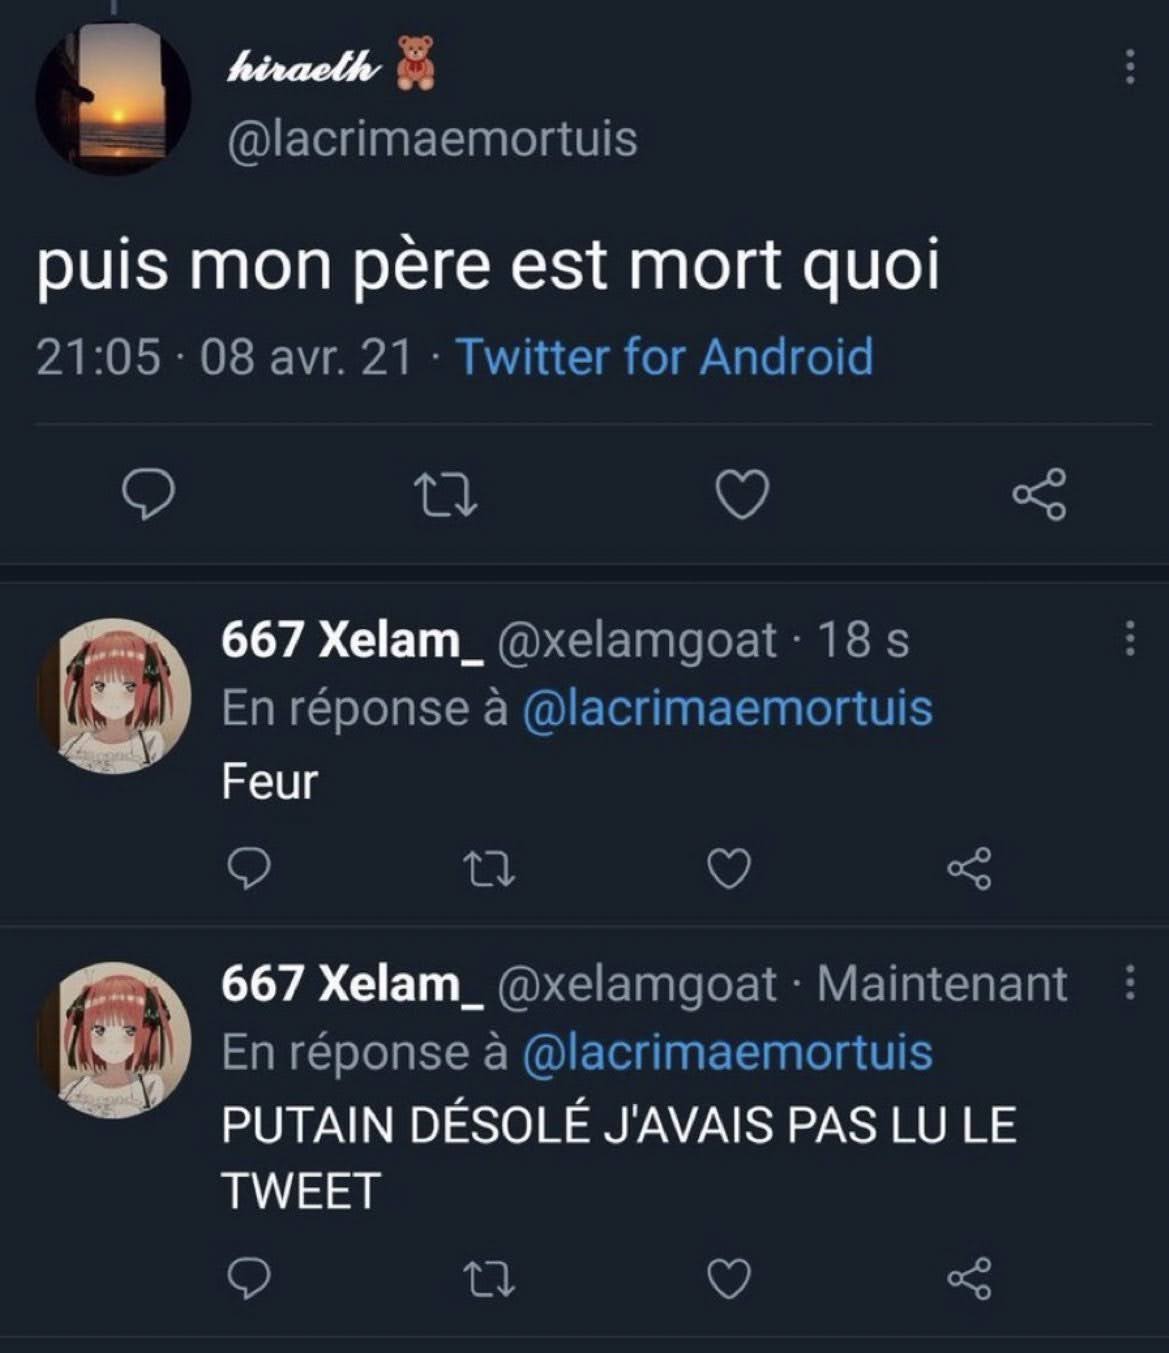 hiraeth 🧸
@lacrimaemortuis
puis mon père est mort quoi
21:05 · 08 avr. 21 · Twitter for Android
667 Xelam_ @xelamgoat · 18 s
En réponse à @lacrimaemortuis
Feur
667 Xelam_ @xelamgoat · Maintenant
En réponse à @lacrimaemortuis
PUTAIN DÉSOLÉ J'AVAIS PAS LU LE
TWEET